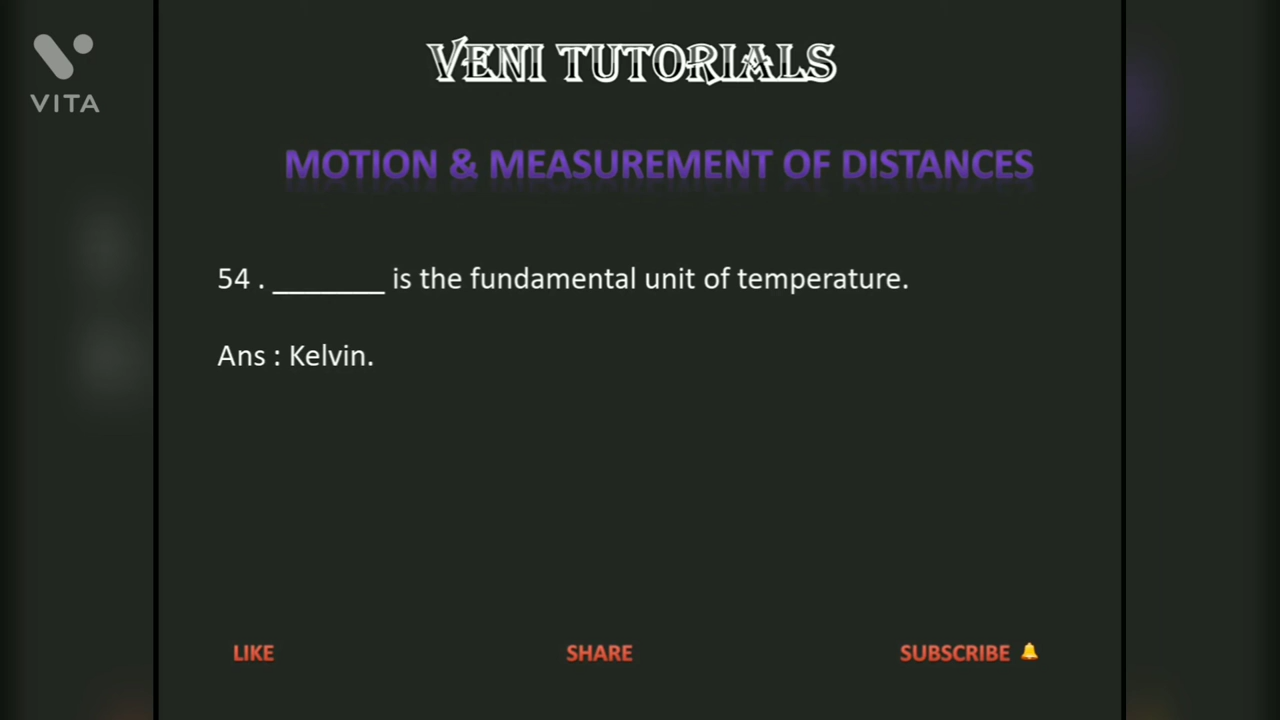 VITA
VENI TUTORIALS
MOTION & MEASUREMENT OF DISTANCES
54 . _______ is the fundamental unit of temperature.
Ans : Kelvin.
LIKE SHARE SUBSCRIBE 🔔